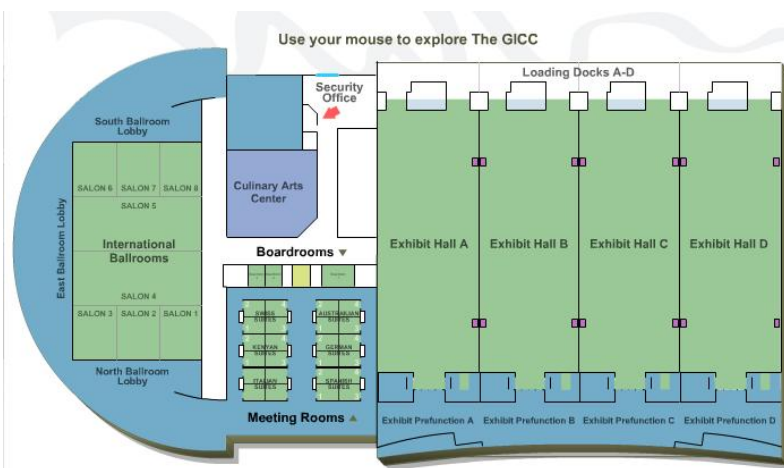 Use your mouse to explore The GICC
Loading Docks A-D
Security
Office
South Ballroom
Lobby
Culinary Arts
Center
SALON 6 SALON 7 SALON 8
SALON 5
East Ballroom Lobby
International
Ballrooms
Exhibit Hall A
Exhibit Hall B
Exhibit Hall C
Exhibit Hall D
Boardrooms
SALON 4
SALON 3 SALON 2 SALON 1
SWISS
SUITES
AUSTRALIAN
SUITES
KENYAN
SUITES
GERMAN
SUITES
ITALIAN
SUITES
SPANISH
SUITES
North Ballroom
Lobby
Meeting Rooms
Exhibit Prefunction A
Exhibit Prefunction B
Exhibit Prefunction C
Exhibit Prefunction D